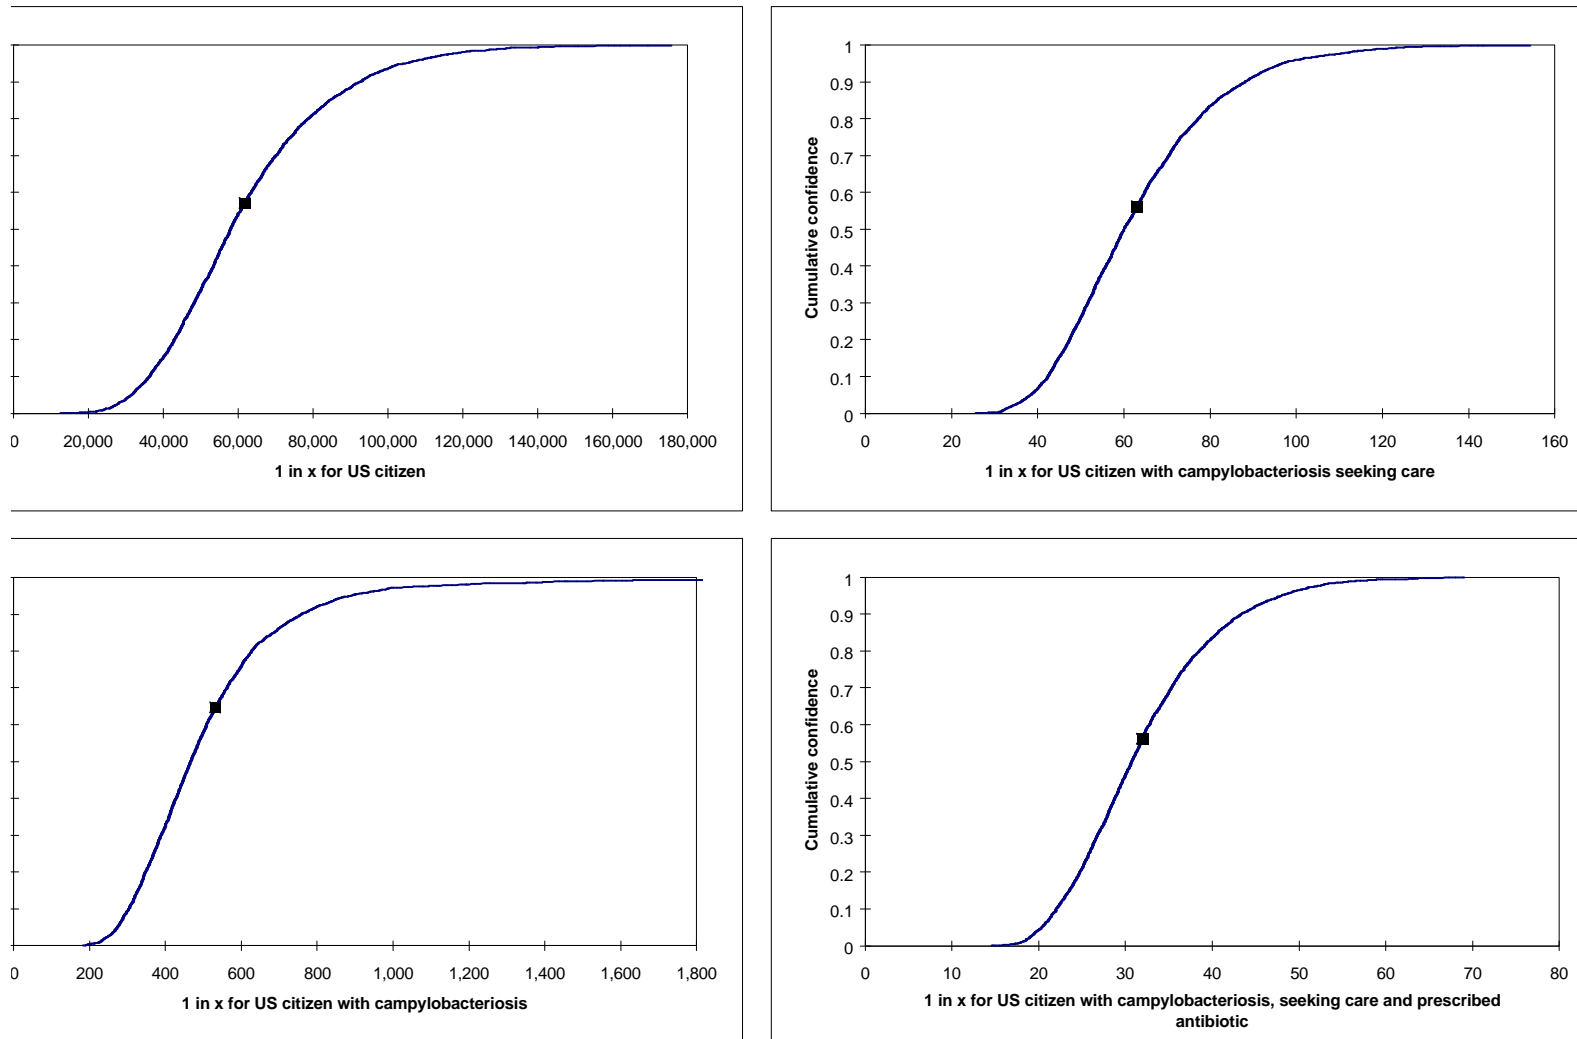 0 20,000 40,000 60,000 80,000 100,000 120,000 140,000 160,000 180,000
1 in x for US citizen
1
0.9
0.8
0.7
0.6
0.5
0.4
0.3
0.2
0.1
0
Cumulative confidence
0 20 40 60 80 100 120 140 160
1 in x for US citizen with campylobacteriosis seeking care
0 200 400 600 800 1,000 1,200 1,400 1,600 1,800
1 in x for US citizen with campylobacteriosis
1
0.9
0.8
0.7
0.6
0.5
0.4
0.3
0.2
0.1
0
Cumulative confidence
0 10 20 30 40 50 60 70 80
1 in x for US citizen with campylobacteriosis, seeking care and prescribed
antibiotic